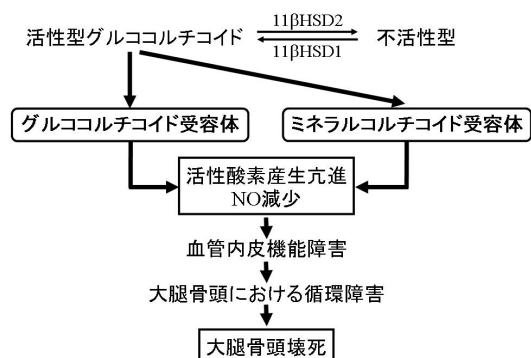 11βHSD2
活性型グルココルチコイド 不活性型
11βHSD1
グルココルチコイド受容体 ミネラルコルチコイド受容体
活性酸素産生亢進
NO減少
血管内皮機能障害
大腿骨頭における循環障害
大腿骨頭壊死